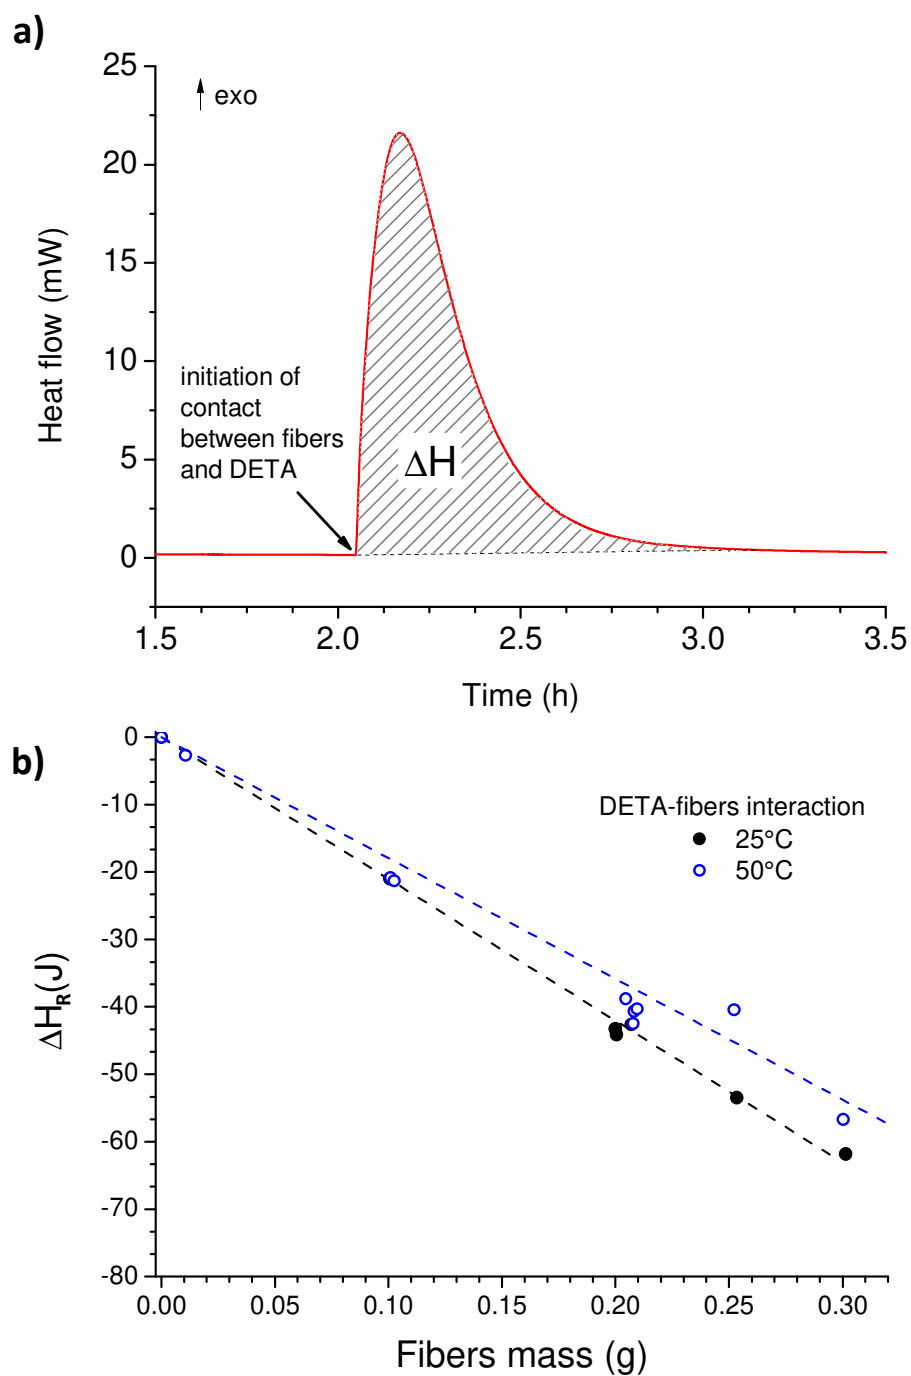 a)
25
20
15
10
5
0
Heat flow (mW)
exo
initiation of
contact
between fibers
and DETA
ΔH
1.5
2.0
2.5
3.0
3.5
Time (h)
b)
0
-10
-20
-30
-40
-50
-60
-70
-80
ΔH_R(J)
DETA-fibers interaction
25°C
50°C
0.00
0.05
0.10
0.15
0.20
0.25
0.30
Fibers mass (g)